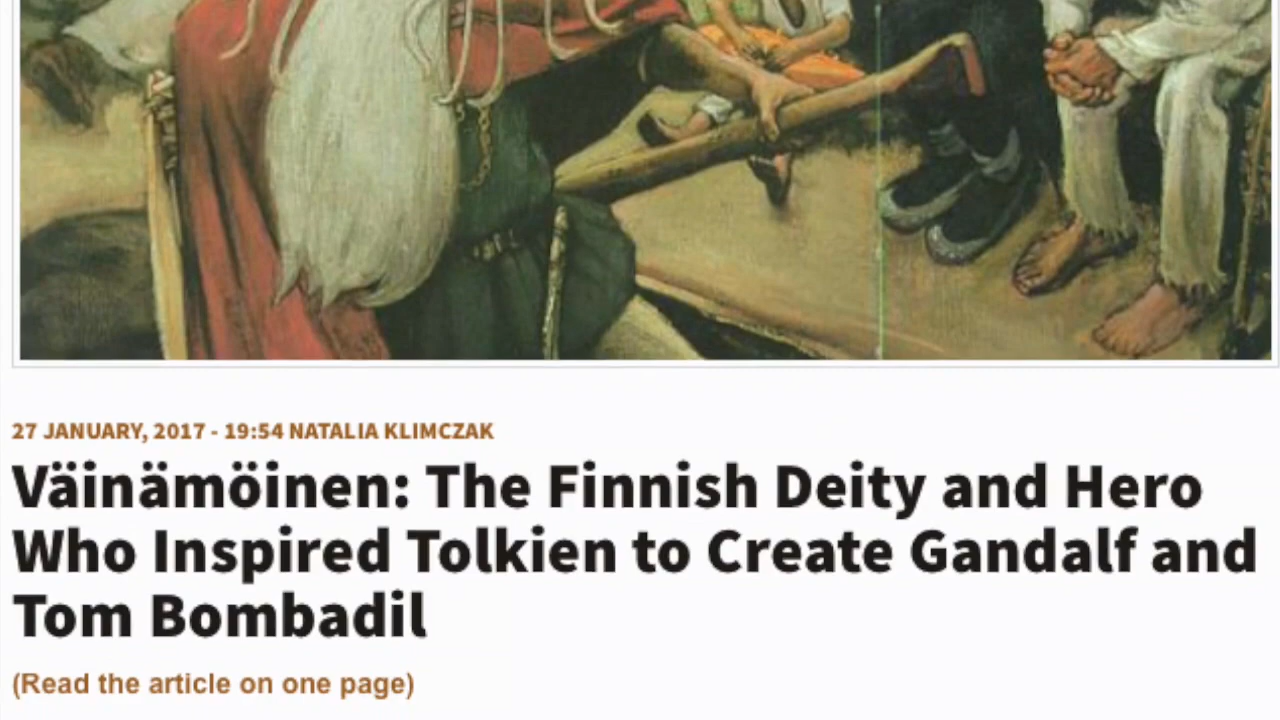 27 JANUARY, 2017 - 19:54 NATALIA KLIMCZAK
Väinämöinen: The Finnish Deity and Hero
Who Inspired Tolkien to Create Gandalf and
Tom Bombadil
(Read the article on one page)